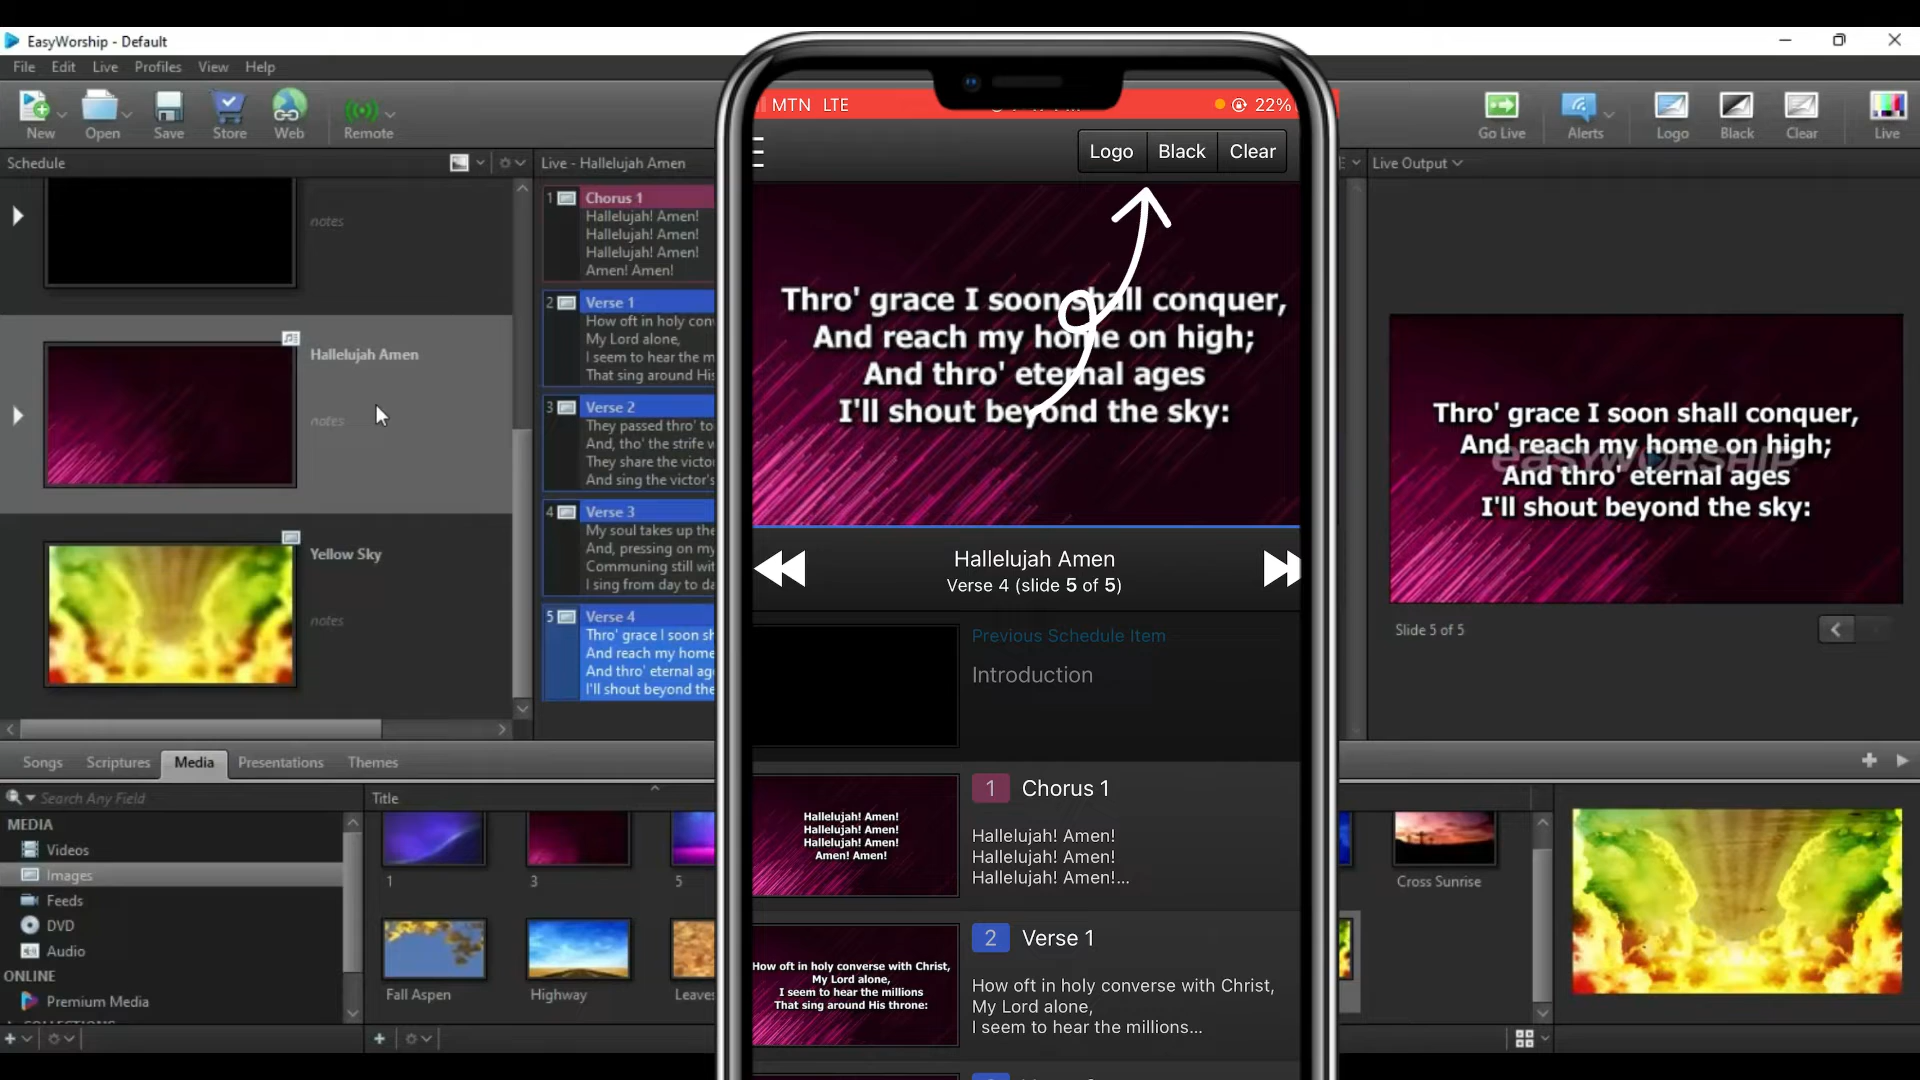 EasyWorship - Default
File Edit Live Profiles View Help
New Open Save Store Web Remote
Go Live Alerts Logo Black Clear Live
Schedule
notes
Hallelujah Amen
notes
Yellow Sky
notes
Live - Hallelujah Amen
1 Chorus 1
Hallelujah! Amen!
Hallelujah! Amen!
Hallelujah! Amen!
Amen! Amen!
2 Verse 1
How oft in holy con
My Lord alone,
I seem to hear the m
That sing around His
3 Verse 2
They passed thro' to
And, tho' the strife w
They share the victo
And sing the victor's
4 Verse 3
My soul takes up the
And, pressing on my
Communing still wit
I sing from day to da
5 Verse 4
Thro' grace I soon sh
And reach my home
And thro' eternal ag
I'll shout beyond the
MTN LTE
22%
Logo Black Clear
Thro' grace I soon shall conquer,
And reach my home on high;
And thro' eternal ages
I'll shout beyond the sky:
Hallelujah Amen
Verse 4 (slide 5 of 5)
Previous Schedule Item
Introduction
Hallelujah! Amen!
Hallelujah! Amen!
Hallelujah! Amen!
Amen! Amen!
1 Chorus 1
Hallelujah! Amen!
Hallelujah! Amen!
Hallelujah! Amen!...
How oft in holy converse with Christ,
My Lord alone,
I seem to hear the millions
That sing around His throne:
2 Verse 1
How oft in holy converse with Christ,
My Lord alone,
I seem to hear the millions...
Live Output
Thro' grace I soon shall conquer,
And reach my home on high;
And thro' eternal ages
I'll shout beyond the sky:
Slide 5 of 5
Songs Scriptures Media Presentations Themes
Search Any Field
MEDIA
Videos
Images
Feeds
DVD
Audio
ONLINE
Premium Media
Title
1
3
5
Fall Aspen
Highway
Leaves
Cross Sunrise